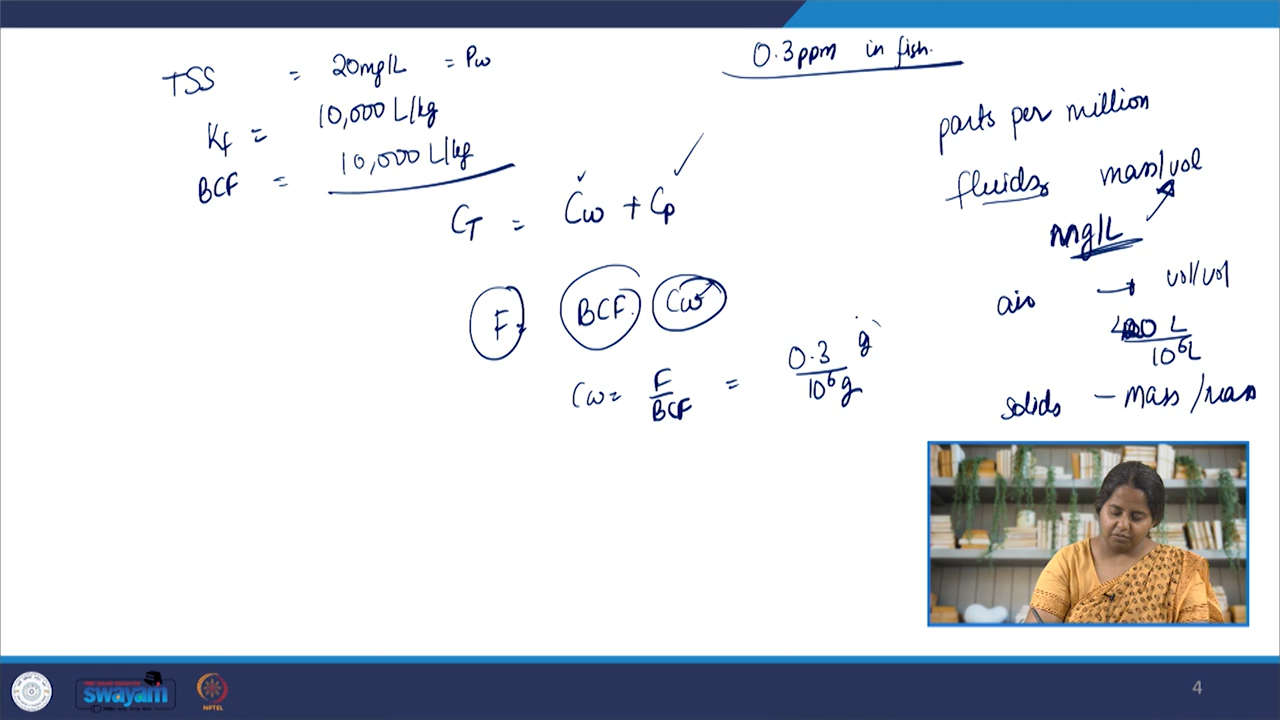 TSS = 20mg/L = Pw
Kf = 10,000 L/kg
BCF = 10,000 L/kg
CT = Cw + Cp
F = BCF. Cw
Cw = F/BCF = 0.3 g/10⁶g
0.3ppm in fish.
parts per million
fluids mass/vol
mg/L
air → vol/vol
L/10⁶L
solids - mass/mass
4
swayam
NPTEL